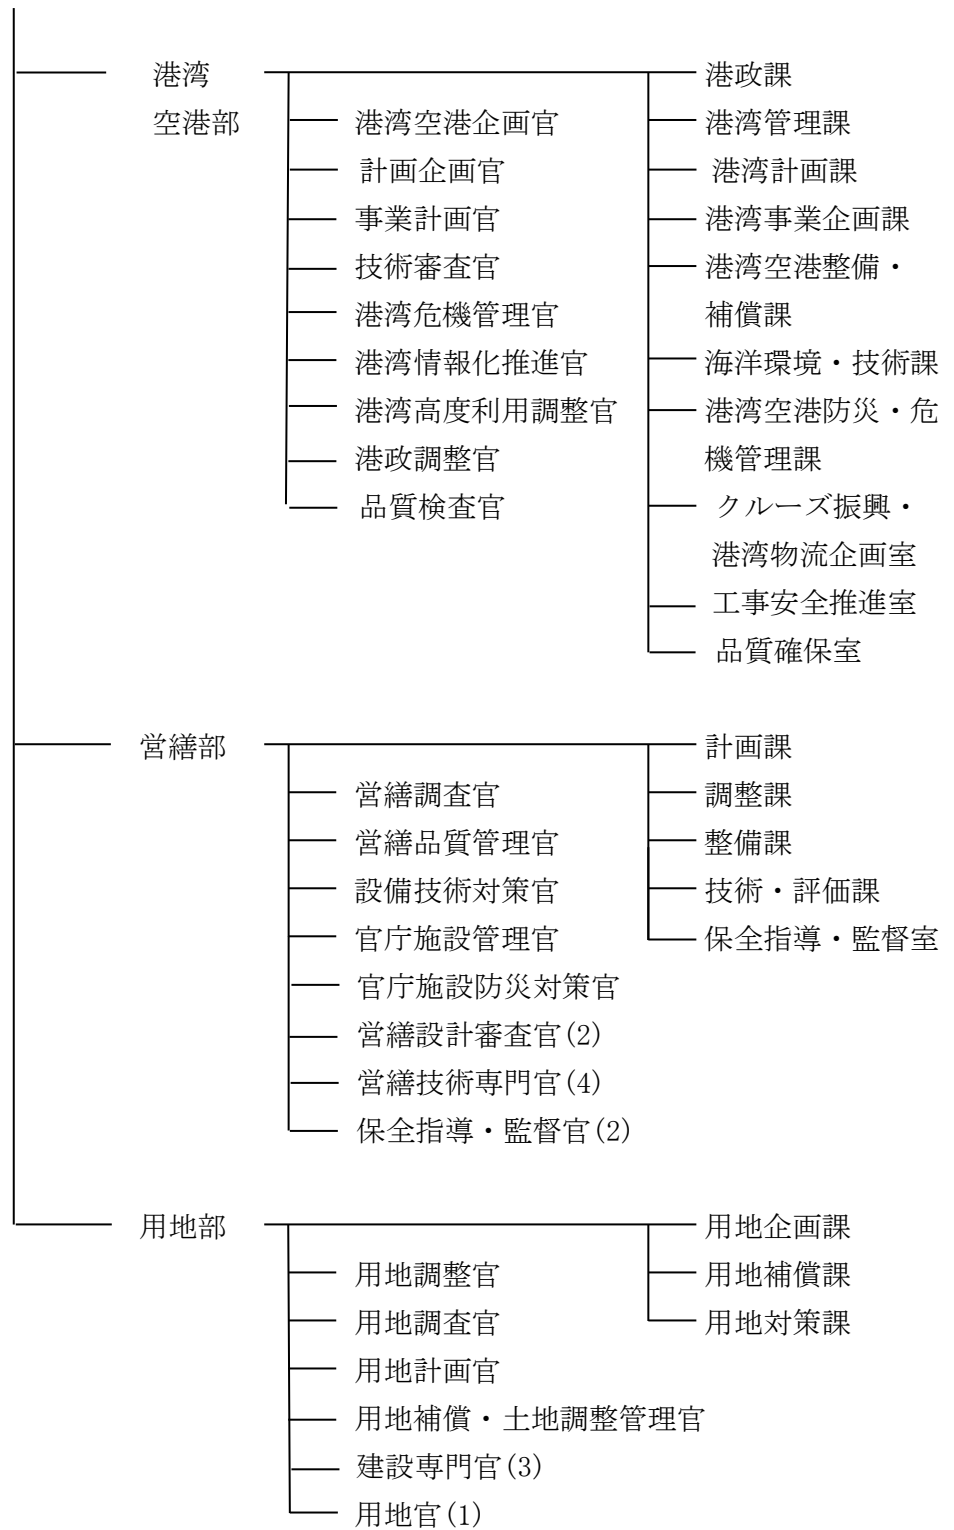 港湾 港政課
空港部 港湾空港企画官 港湾管理課
計画企画官 港湾計画課
事業計画官 港湾事業企画課
技術審査官 港湾空港整備・
港湾危機管理官 補償課
港湾情報化推進官 海洋環境・技術課
港湾高度利用調整官 港湾空港防災・危
港政調整官 機管理課
品質検査官 クルーズ振興・
港湾物流企画室
工事安全推進室
品質確保室
営繕部 計画課
営繕調査官 調整課
営繕品質管理官 整備課
設備技術対策官 技術・評価課
官庁施設管理官 保全指導・監督室
官庁施設防災対策官
営繕設計審査官(2)
営繕技術専門官(4)
保全指導・監督官(2)
用地部 用地企画課
用地調整官 用地補償課
用地調査官 用地対策課
用地計画官
用地補償・土地調整管理官
建設専門官(3)
用地官(1)